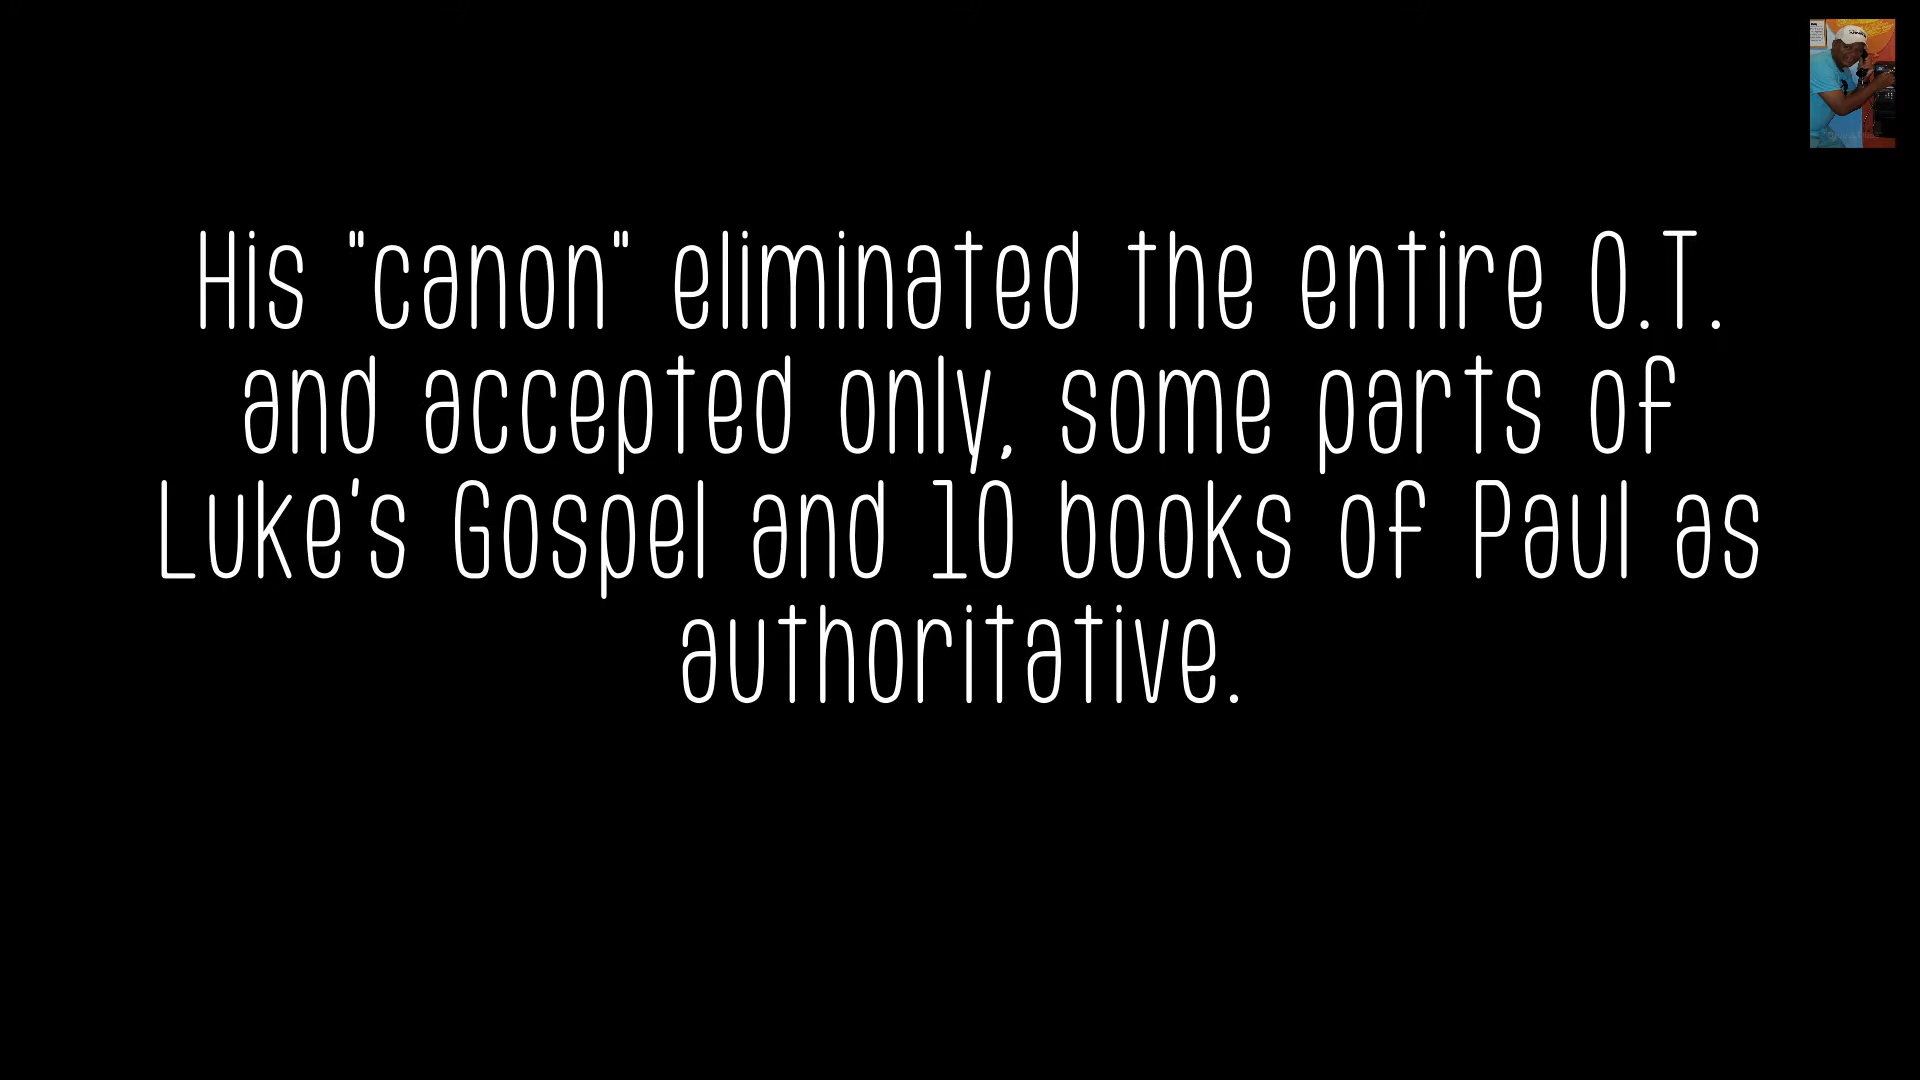 His "canon" eliminated the entire O.T.
and accepted only, some parts of
Luke's Gospel and 10 books of Paul as
authoritative.